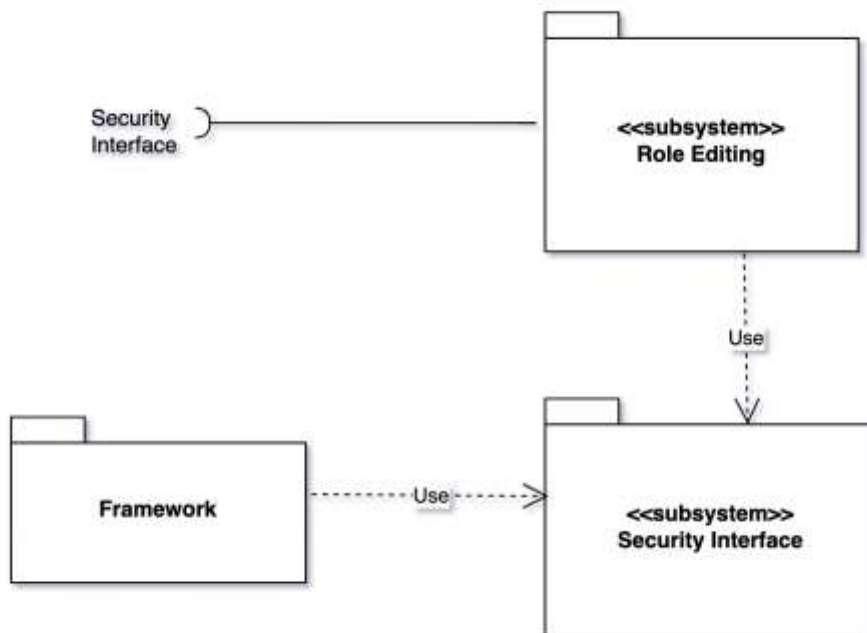 Security
Interface
<<subsystem>>
Role Editing
Use
Framework
Use
<<subsystem>>
Security Interface